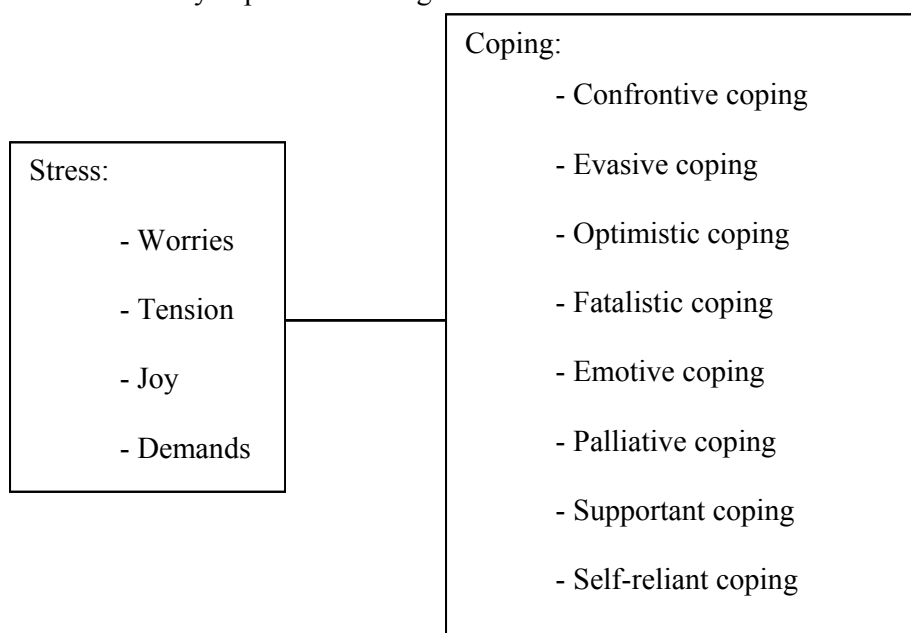 Stress:
- Worries
- Tension
- Joy
- Demands
Coping:
- Confrontive coping
- Evasive coping
- Optimistic coping
- Fatalistic coping
- Emotive coping
- Palliative coping
- Supportant coping
- Self-reliant coping